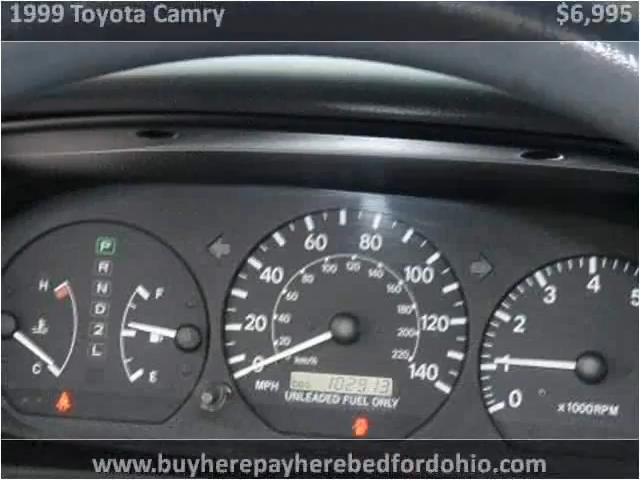 1999 Toyota Camry $6,995
P
R
N
D
2
L
H
C
F
E
0 20 40 60 80 100 120 140
20 40 60 80 100 120 140 160 180 200 220
km/h
MPH
102913
UNLEADED FUEL ONLY
0 1 2 3 4 5
x1000RPM
www.buyherepayherebedfordohio.com